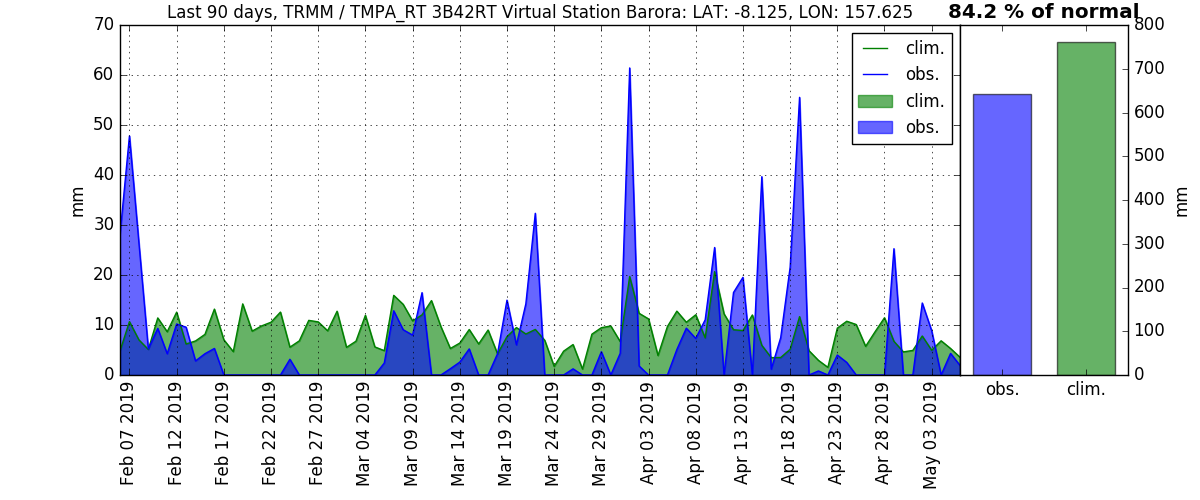 Last 90 days, TRMM / TMPA_RT 3B42RT Virtual Station Barora: LAT: -8.125, LON: 157.625
84.2 % of normal
70
60
50
40
30
20
10
0
mm
clim.
obs.
clim.
obs.
800
700
600
500
400
300
200
100
0
mm
Feb 07 2019
Feb 12 2019
Feb 17 2019
Feb 22 2019
Feb 27 2019
Mar 04 2019
Mar 09 2019
Mar 14 2019
Mar 19 2019
Mar 24 2019
Mar 29 2019
Apr 03 2019
Apr 08 2019
Apr 13 2019
Apr 18 2019
Apr 23 2019
Apr 28 2019
May 03 2019
obs.
clim.